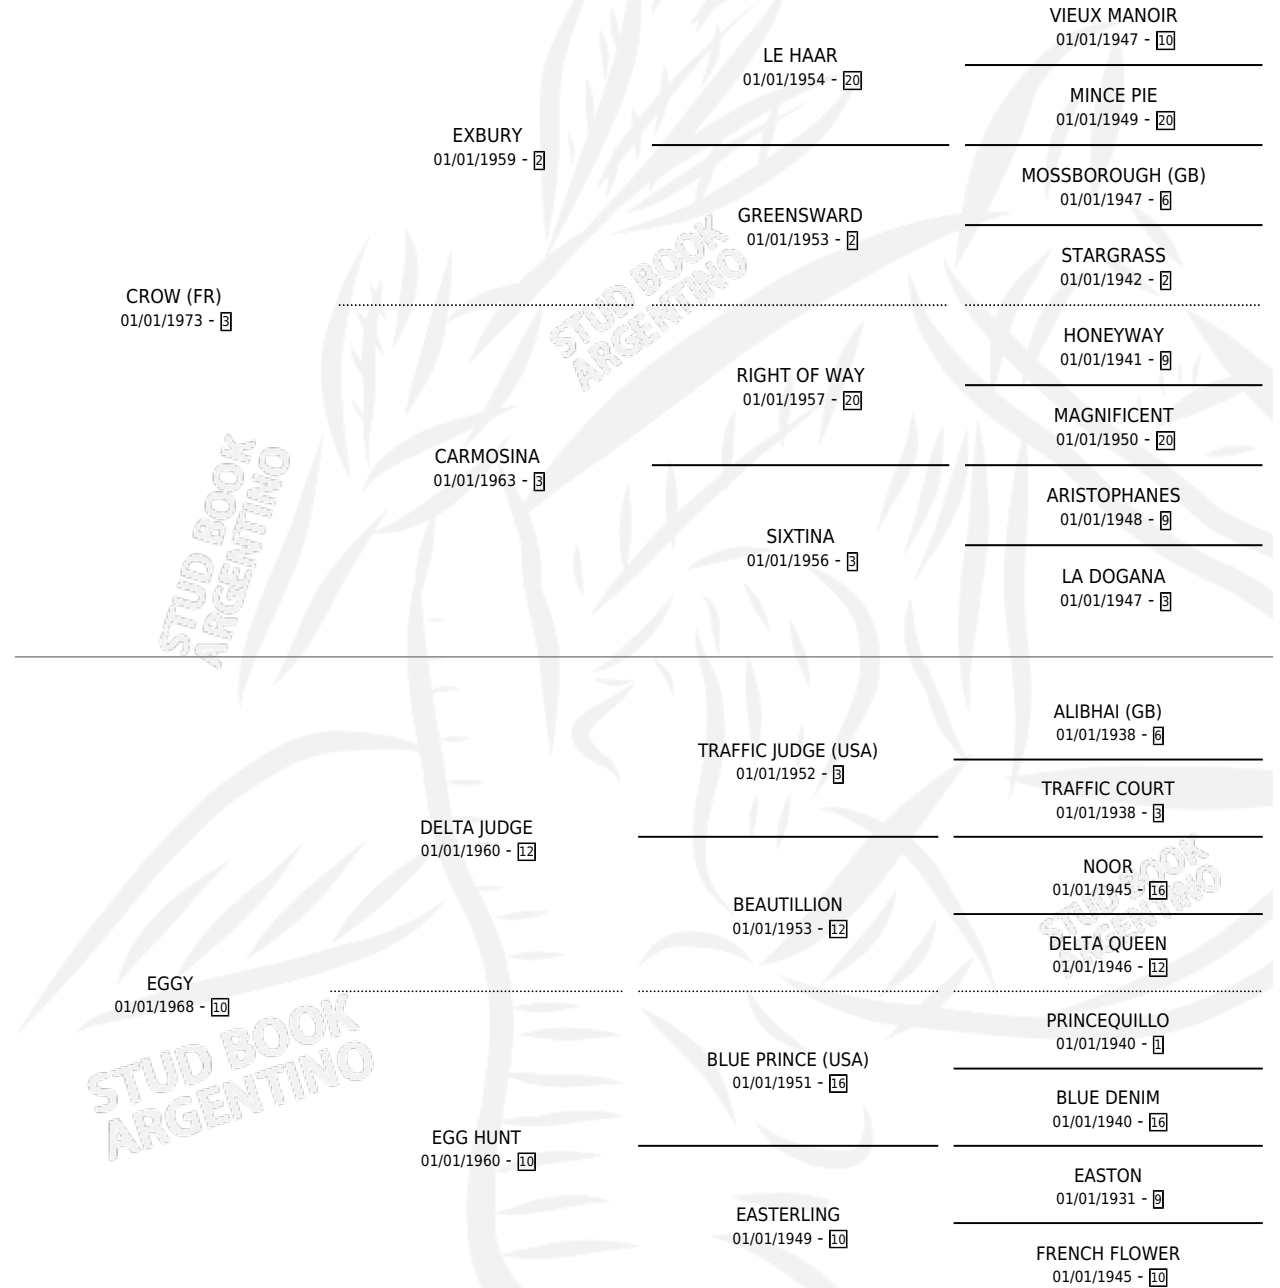 VIEUX MANOIR
01/01/1947 - 10
LE HAAR
01/01/1954 - 20
MINCE PIE
01/01/1949 - 20
EXBURY
01/01/1959 - 2
MOSSBOROUGH (GB)
01/01/1947 - 6
GREENSWARD
01/01/1953 - 2
STARGRASS
01/01/1942 - 2
CROW (FR)
01/01/1973 - 3
STUD BOOK
ARGENTINO
HONEYWAY
01/01/1941 - 9
RIGHT OF WAY
01/01/1957 - 20
MAGNIFICENT
01/01/1950 - 20
CARMOSINA
01/01/1963 - 3
ARISTOPHANES
01/01/1948 - 9
SIXTINA
01/01/1956 - 3
LA DOGANA
01/01/1947 - 3
STUD BOOK
ARGENTINO
ALIBHAI (GB)
01/01/1938 - 6
TRAFFIC JUDGE (USA)
01/01/1952 - 3
TRAFFIC COURT
01/01/1938 - 3
DELTA JUDGE
01/01/1960 - 12
NOOR
01/01/1945 - 16
BEAUTILLION
01/01/1953 - 12
STUD BOOK
ARGENTINO
DELTA QUEEN
01/01/1946 - 12
EGGY
01/01/1968 - 10
PRINCEQUILLO
01/01/1940 - 1
BLUE PRINCE (USA)
01/01/1951 - 16
STUD BOOK
ARGENTINO
BLUE DENIM
01/01/1940 - 16
EGG HUNT
01/01/1960 - 10
EASTON
01/01/1931 - 9
EASTERLING
01/01/1949 - 10
FRENCH FLOWER
01/01/1945 - 10